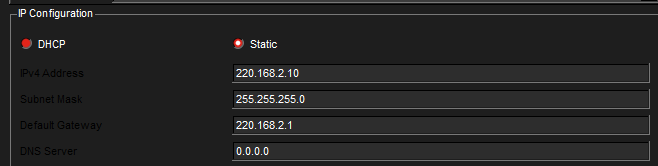 IP Configuration
DHCP Static
IPv4 Address 220.168.2.10
Subnet Mask 255.255.255.0
Default Gateway 220.168.2.1
DNS Server 0.0.0.0